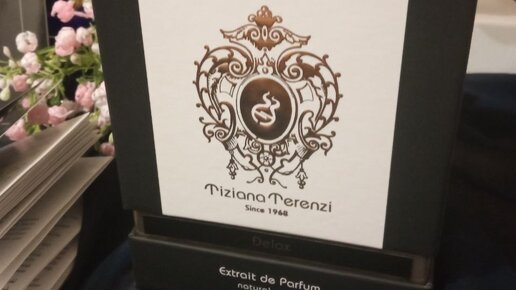 Tiziana Terenzi
Since 1968
Delox
Extrait de Parfum